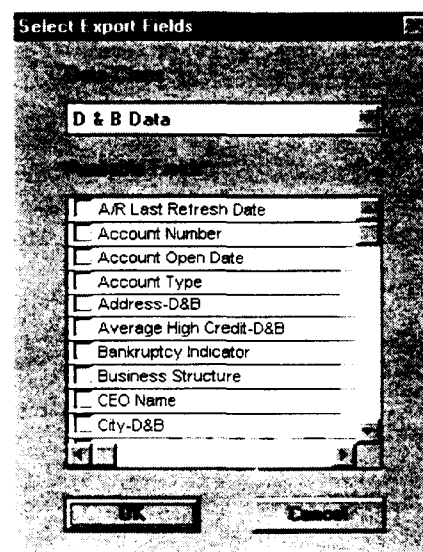 Select Export Fields
D & B Data
A/R Last Refresh Date
Account Number
Account Open Date
Account Type
Address-D&B
Average High Credit-D&B
Bankruptcy Indicator
Business Structure
CEO Name
City-D&B
OK
Cancel